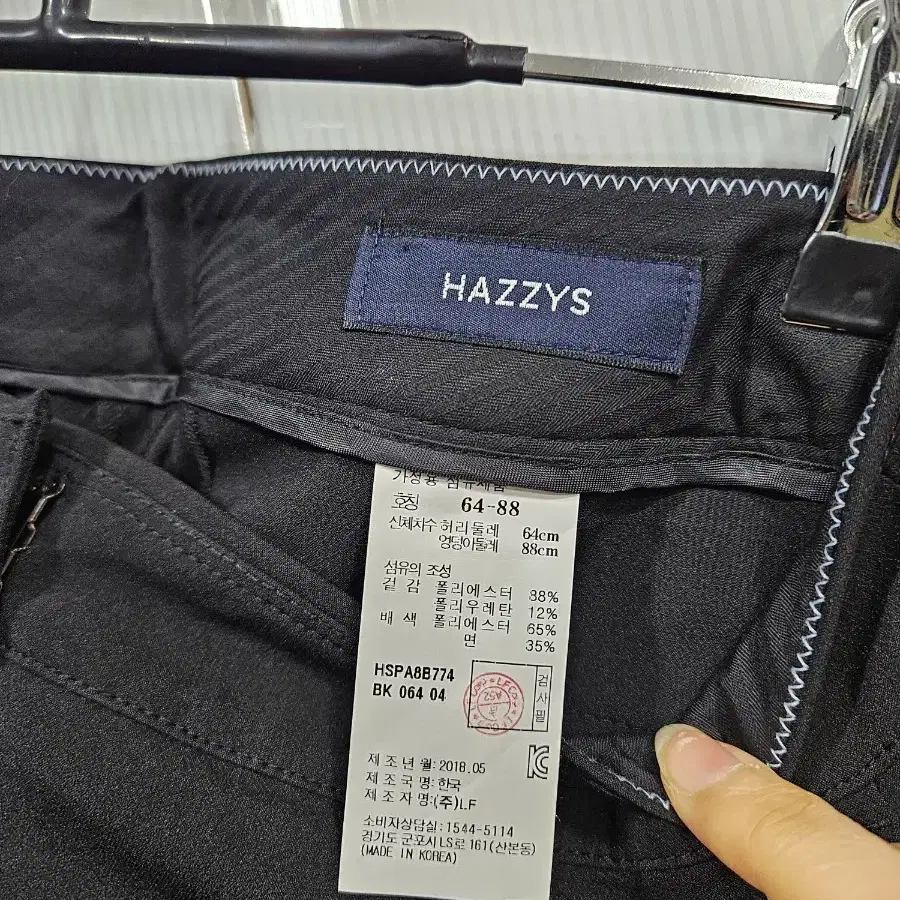 HAZZYS
가정용 섬유제품
호칭 64-88
신체치수 허리둘레 64cm
엉덩이둘레 88cm
섬유의 조성
겉 감 폴리에스터 88%
폴리우레탄 12%
배 색 폴리에스터 65%
면 35%
HSPA8B774
BK 064 04
검사필
제 조 년 월:2018.05
제 조 국 명:한국
제 조 자 명:(주)LF
소비자상담실:1544-5114
경기도 군포시 LS로 161(산본동)
(MADE IN KOREA)